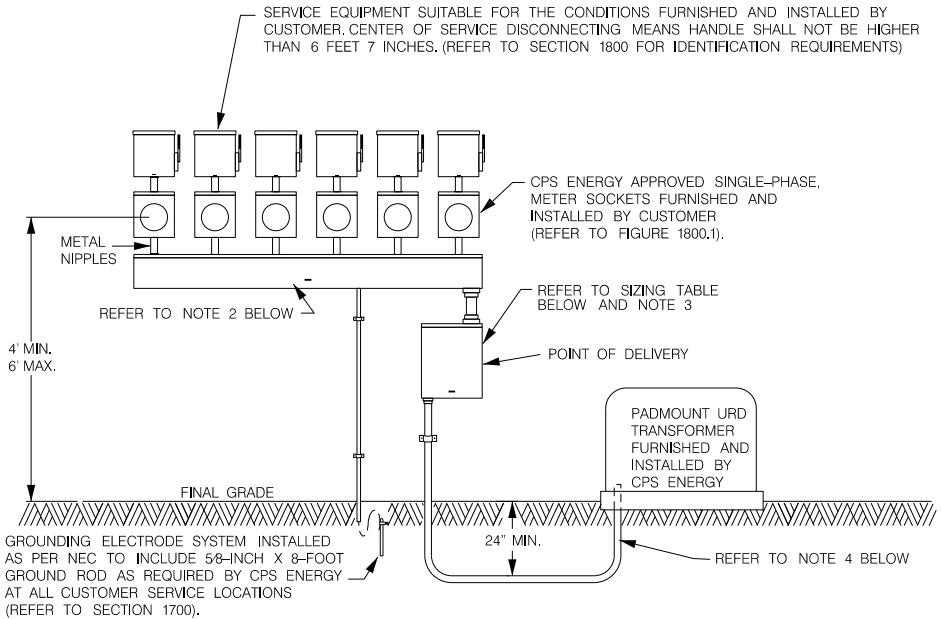 SERVICE EQUIPMENT SUITABLE FOR THE CONDITIONS FURNISHED AND INSTALLED BY
CUSTOMER. CENTER OF SERVICE DISCONNECTING MEANS HANDLE SHALL NOT BE HIGHER
THAN 6 FEET 7 INCHES. (REFER TO SECTION 1800 FOR IDENTIFICATION REQUIREMENTS)
CPS ENERGY APPROVED SINGLE-PHASE,
METER SOCKETS FURNISHED AND
INSTALLED BY CUSTOMER
(REFER TO FIGURE 1800.1).
METAL
NIPPLES
REFER TO NOTE 2 BELOW
REFER TO SIZING TABLE
BELOW AND NOTE 3
4' MIN.
6' MAX.
POINT OF DELIVERY
PADMOUNT URD
TRANSFORMER
FURNISHED AND
INSTALLED BY
CPS ENERGY
FINAL GRADE
GROUNDING ELECTRODE SYSTEM INSTALLED
AS PER NEC TO INCLUDE 5⁄8-INCH X 8-FOOT
GROUND ROD AS REQUIRED BY CPS ENERGY
AT ALL CUSTOMER SERVICE LOCATIONS
(REFER TO SECTION 1700).
24" MIN.
REFER TO NOTE 4 BELOW